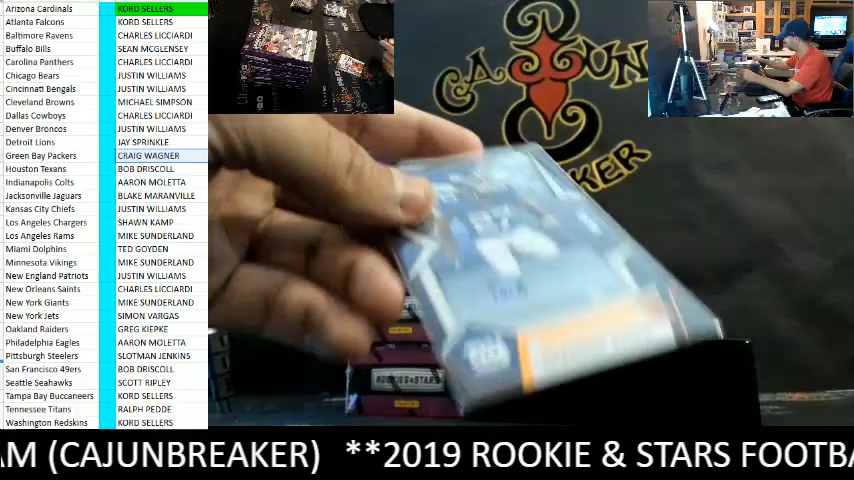 Arizona Cardinals KORD SELLERS
Atlanta Falcons KORD SELLERS
Baltimore Ravens CHARLES LICCIARDI
Buffalo Bills SEAN MCGLENSEY
Carolina Panthers CHARLES LICCIARDI
Chicago Bears JUSTIN WILLIAMS
Cincinnati Bengals JUSTIN WILLIAMS
Cleveland Browns MICHAEL SIMPSON
Dallas Cowboys CHARLES LICCIARDI
Denver Broncos JUSTIN WILLIAMS
Detroit Lions JAY SPRINKLE
Green Bay Packers CRAIG WAGNER
Houston Texans BOB DRISCOLL
Indianapolis Colts AARON MOLETTA
Jacksonville Jaguars BLAKE MARANVILLE
Kansas City Chiefs JUSTIN WILLIAMS
Los Angeles Chargers SHAWN KAMP
Los Angeles Rams MIKE SUNDERLAND
Miami Dolphins TED GOYDEN
Minnesota Vikings MIKE SUNDERLAND
New England Patriots JUSTIN WILLIAMS
New Orleans Saints CHARLES LICCIARDI
New York Giants MIKE SUNDERLAND
New York Jets SIMON VARGAS
Oakland Raiders GREG KIEPKE
Philadelphia Eagles AARON MOLETTA
Pittsburgh Steelers SLOTMAN JENKINS
San Francisco 49ers BOB DRISCOLL
Seattle Seahawks SCOTT RIPLEY
Tampa Bay Buccaneers KORD SELLERS
Tennessee Titans RALPH PEDDE
Washington Redskins KORD SELLERS
CAJUN
KER
ROOKIES&STARS
AM (CAJUNBREAKER) **2019 ROOKIE & STARS FOOTBA